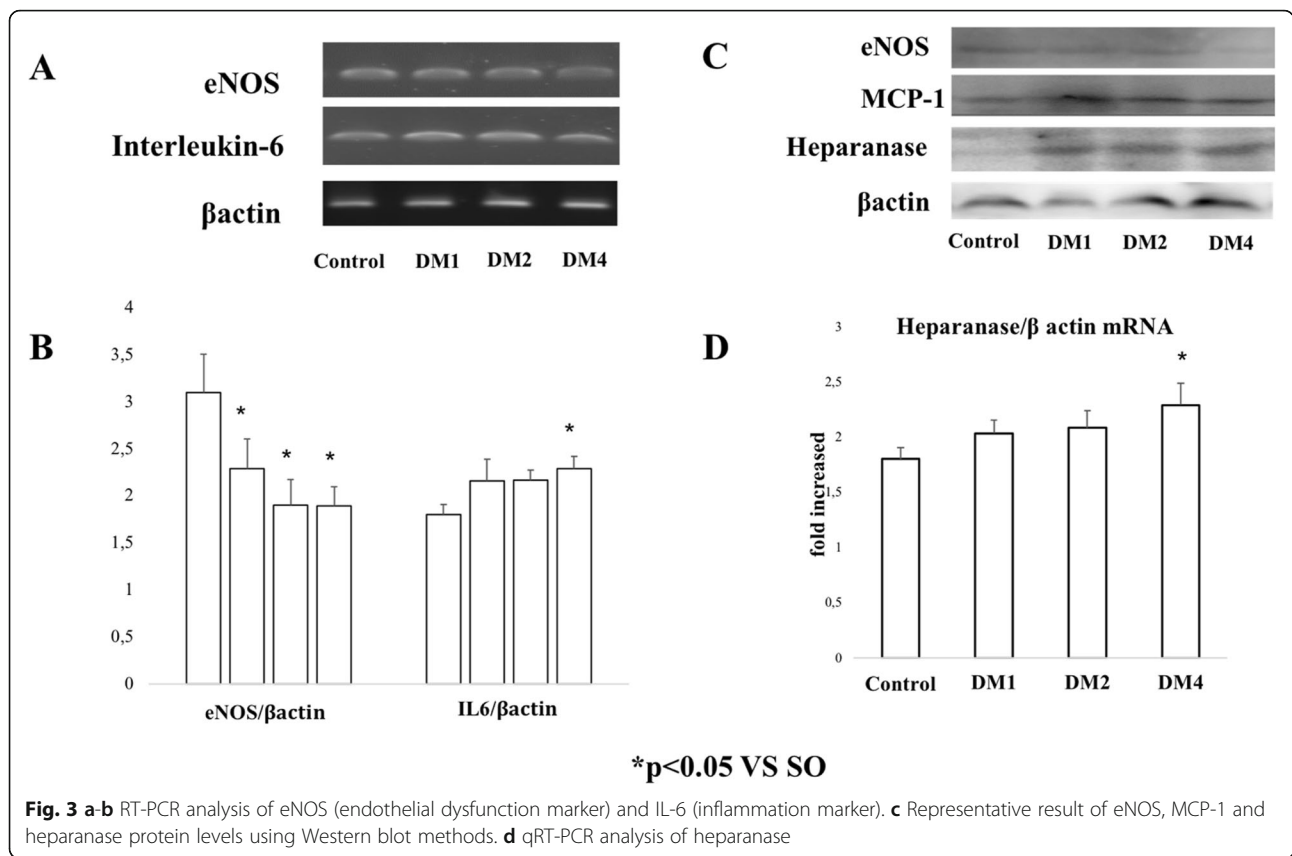 A
eNOS
Interleukin-6
βactin
Control DM1 DM2 DM4
B
4
3,5
3
2,5
2
1,5
1
0,5
0
* * * *
eNOS/βactin IL6/βactin
C
eNOS
MCP-1
Heparanase
βactin
Control DM1 DM2 DM4
D
Heparanase/β actin mRNA
fold increased
3
2,5
2
1,5
1
0,5
0
*
Control DM1 DM2 DM4
*p<0.05 VS SO
Fig. 3 a-b RT-PCR analysis of eNOS (endothelial dysfunction marker) and IL-6 (inflammation marker). c Representative result of eNOS, MCP-1 and
heparanase protein levels using Western blot methods. d qRT-PCR analysis of heparanase